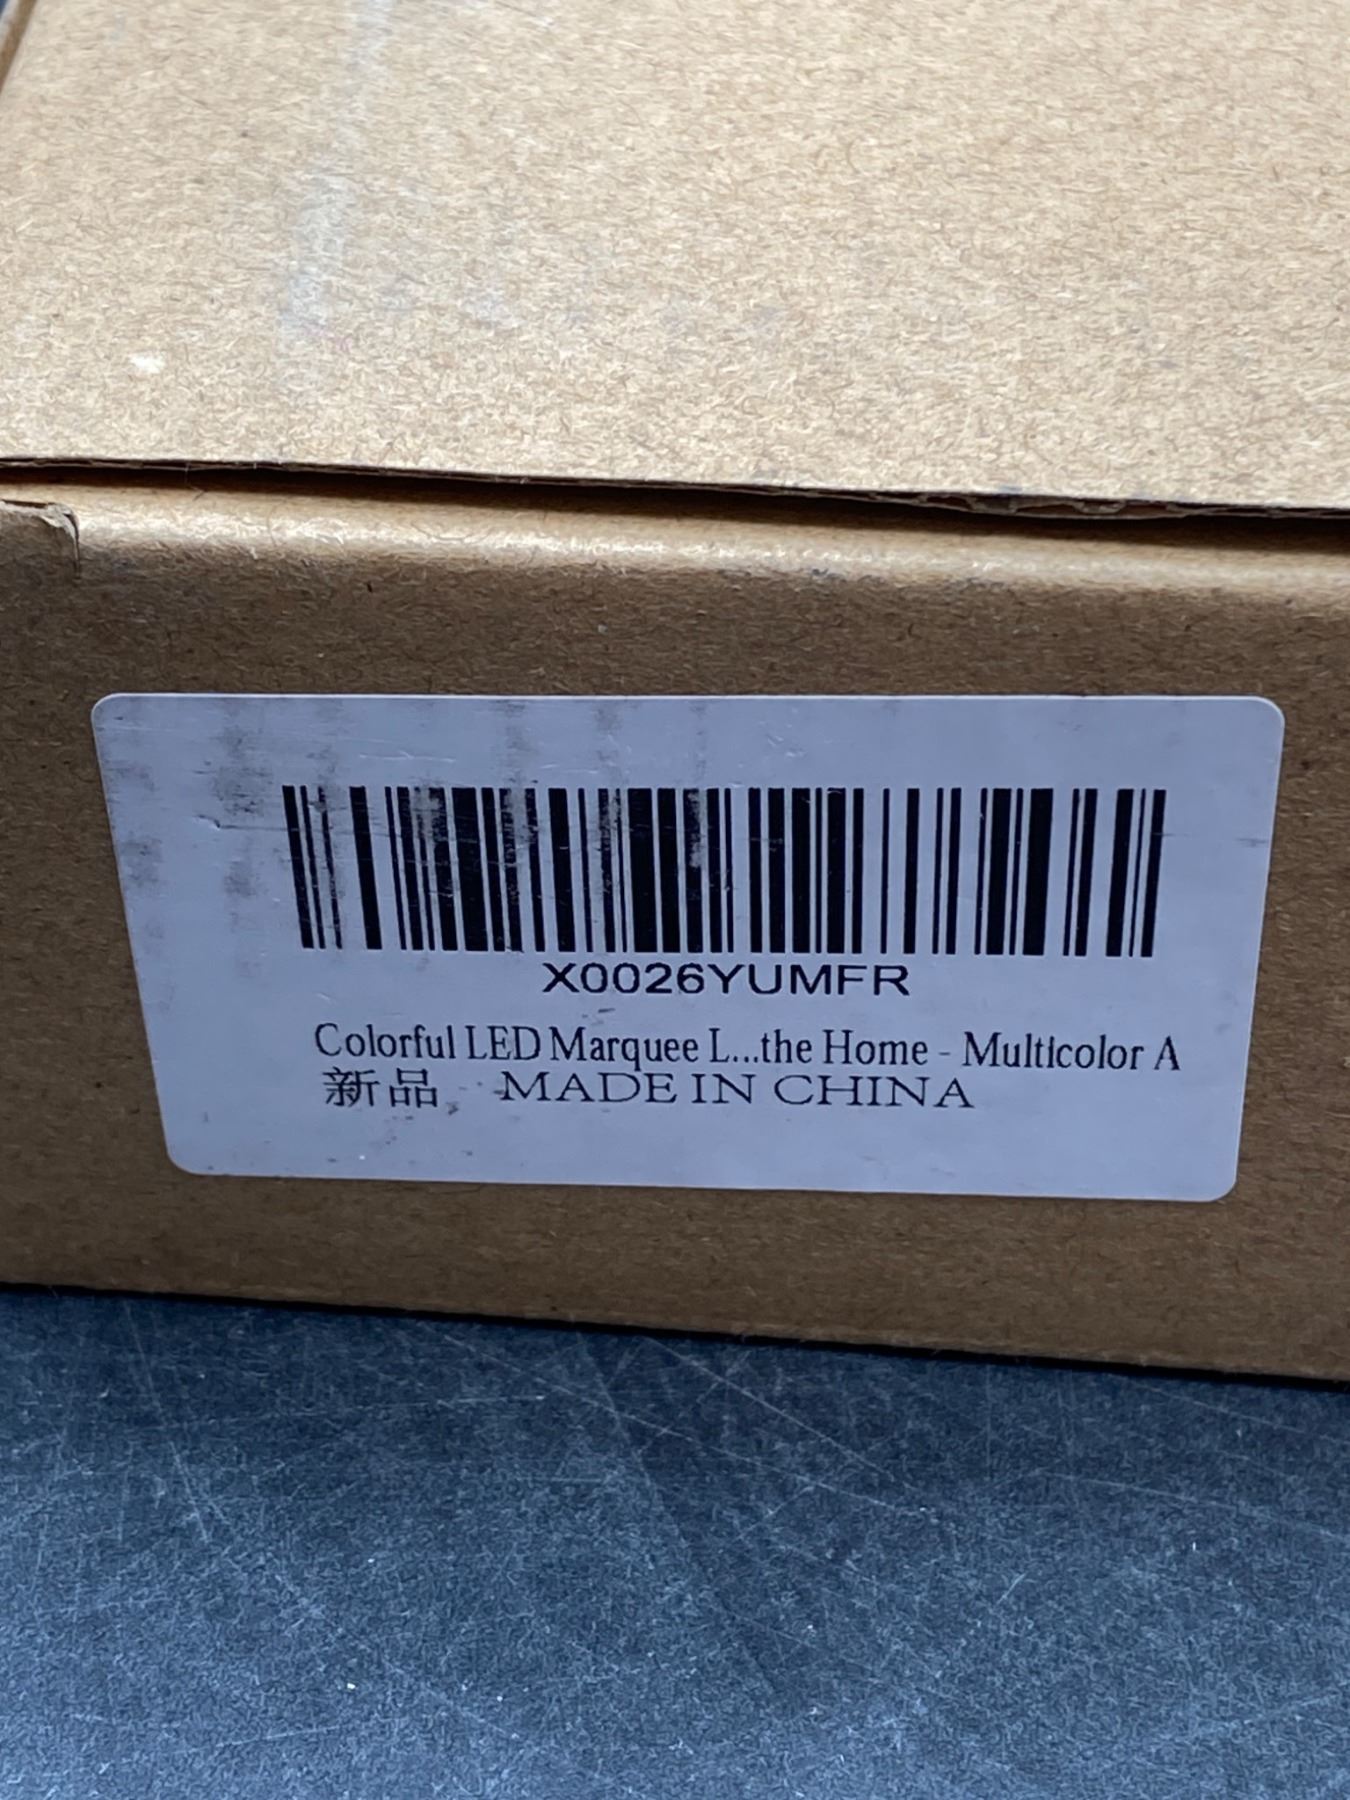 X0026YUMFR
Colorful LED Marquee L...the Home - Multicolor A
新品 MADE IN CHINA